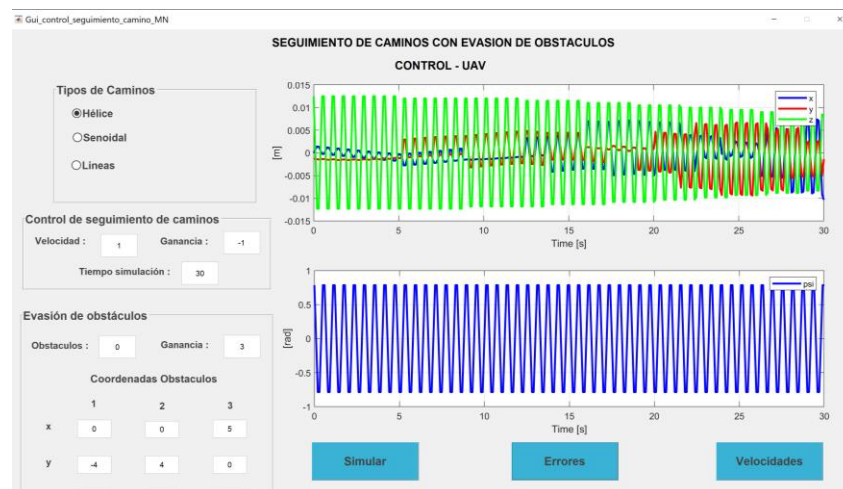 Gui_control_seguimiento_camino_MN
SEGUIMIENTO DE CAMINOS CON EVASION DE OBSTACULOS
CONTROL - UAV
Tipos de Caminos
Hélice
Senoidal
Lineas
Control de seguimiento de caminos
Velocidad : 1 Ganancia : -1
Tiempo simulación : 30
Evasión de obstáculos
Obstaculos : 0 Ganancia : 3
Coordenadas Obstaculos
1 2 3
x 0 0 5
y -4 4 0
0.015
0.01
0.005
0
-0.005
-0.01
-0.015
[m]
0 5 10 15 20 25 30
Time [s]
x
y
z
1
0.5
0
-0.5
-1
[rad]
0 5 10 15 20 25 30
Time [s]
psi
Simular Errores Velocidades